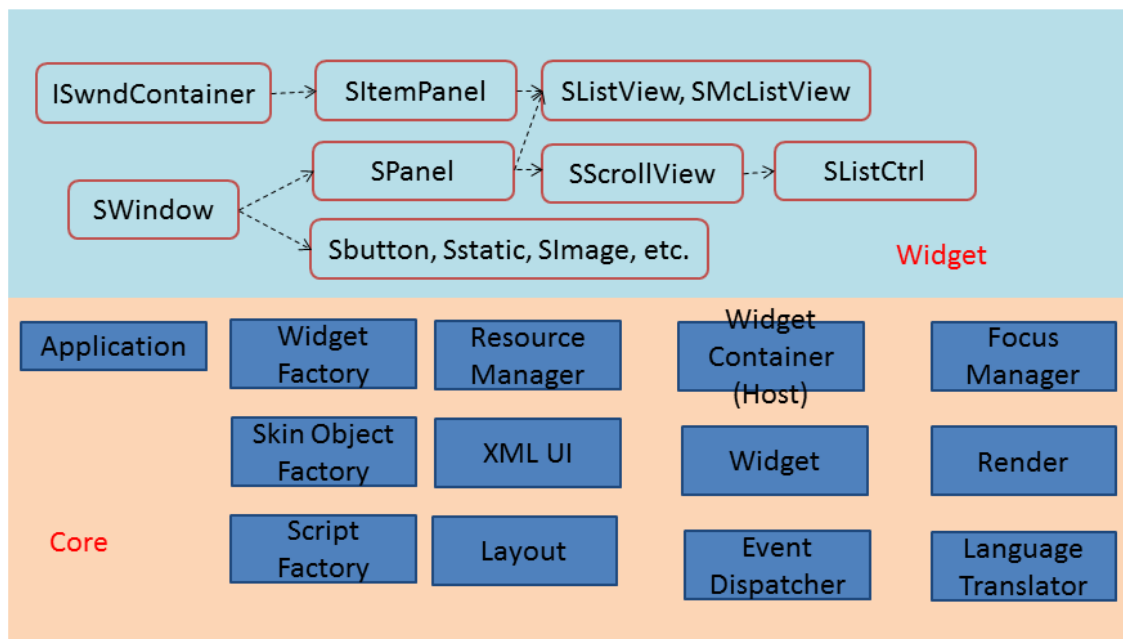 ISwndContainer
SItemPanel
SListView, SMcListView
SPanel
SScrollView
SListCtrl
SWindow
Sbutton, Sstatic, SImage, etc.
Widget
Application
Widget
Factory
Resource
Manager
Widget
Container
(Host)
Focus
Manager
Skin Object
Factory
XML UI
Widget
Render
Core
Script
Factory
Layout
Event
Dispatcher
Language
Translator